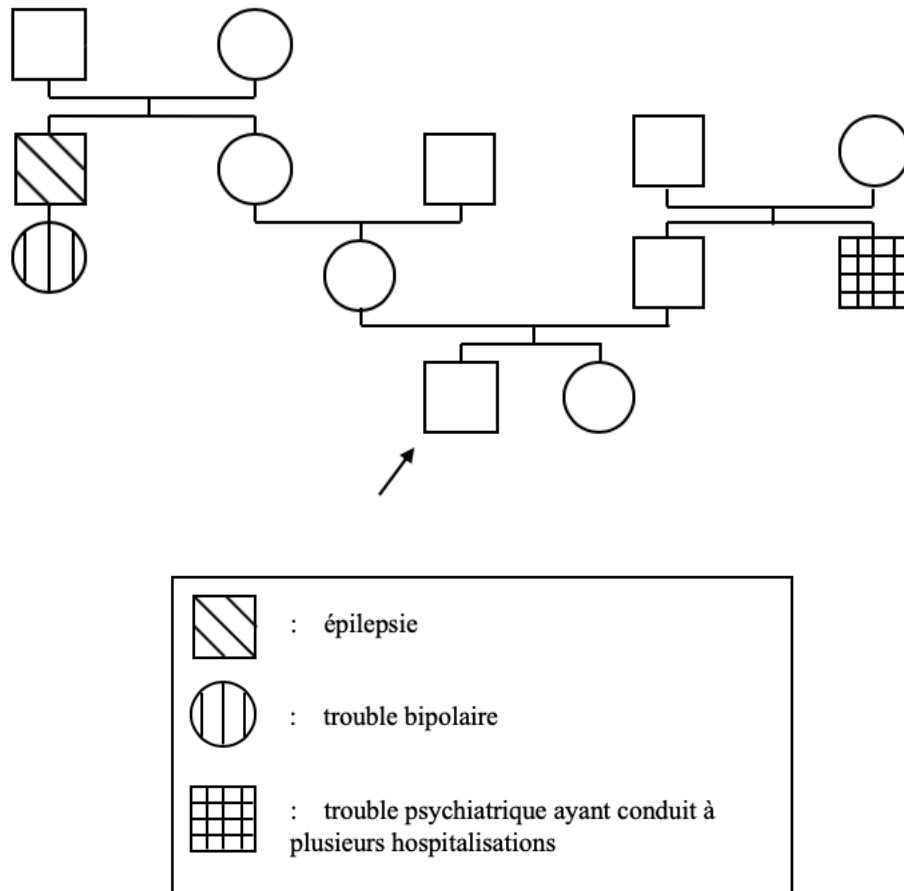 : épilepsie
: trouble bipolaire
: trouble psychiatrique ayant conduit à
plusieurs hospitalisations